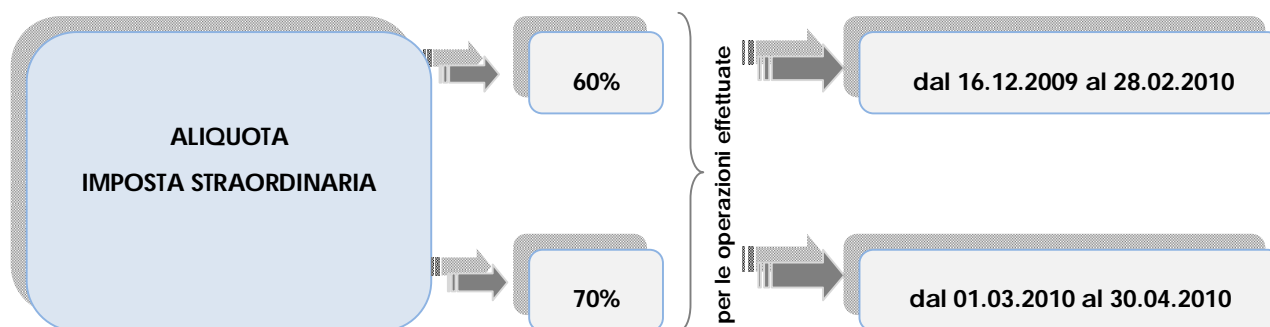 ALIQUOTA
IMPOSTA STRAORDINARIA
60%
70%
per le operazioni effettuate
dal 16.12.2009 al 28.02.2010
dal 01.03.2010 al 30.04.2010